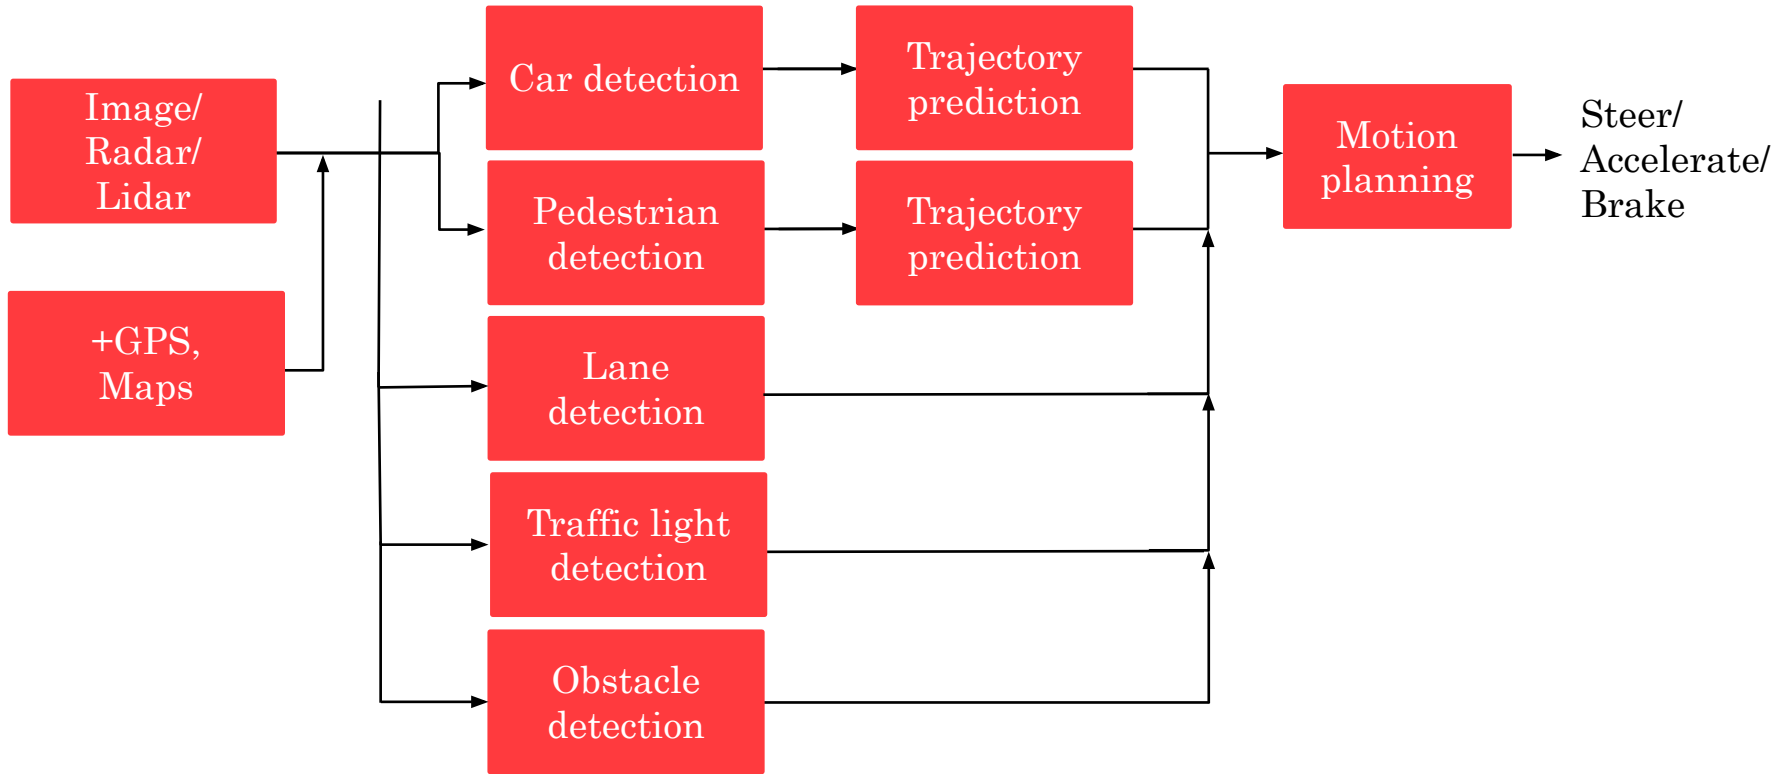 Image/
Radar/
Lidar
+GPS,
Maps
Car detection
Pedestrian
detection
Lane
detection
Traffic light
detection
Obstacle
detection
Trajectory
prediction
Trajectory
prediction
Motion
planning
Steer/
Accelerate/
Brake